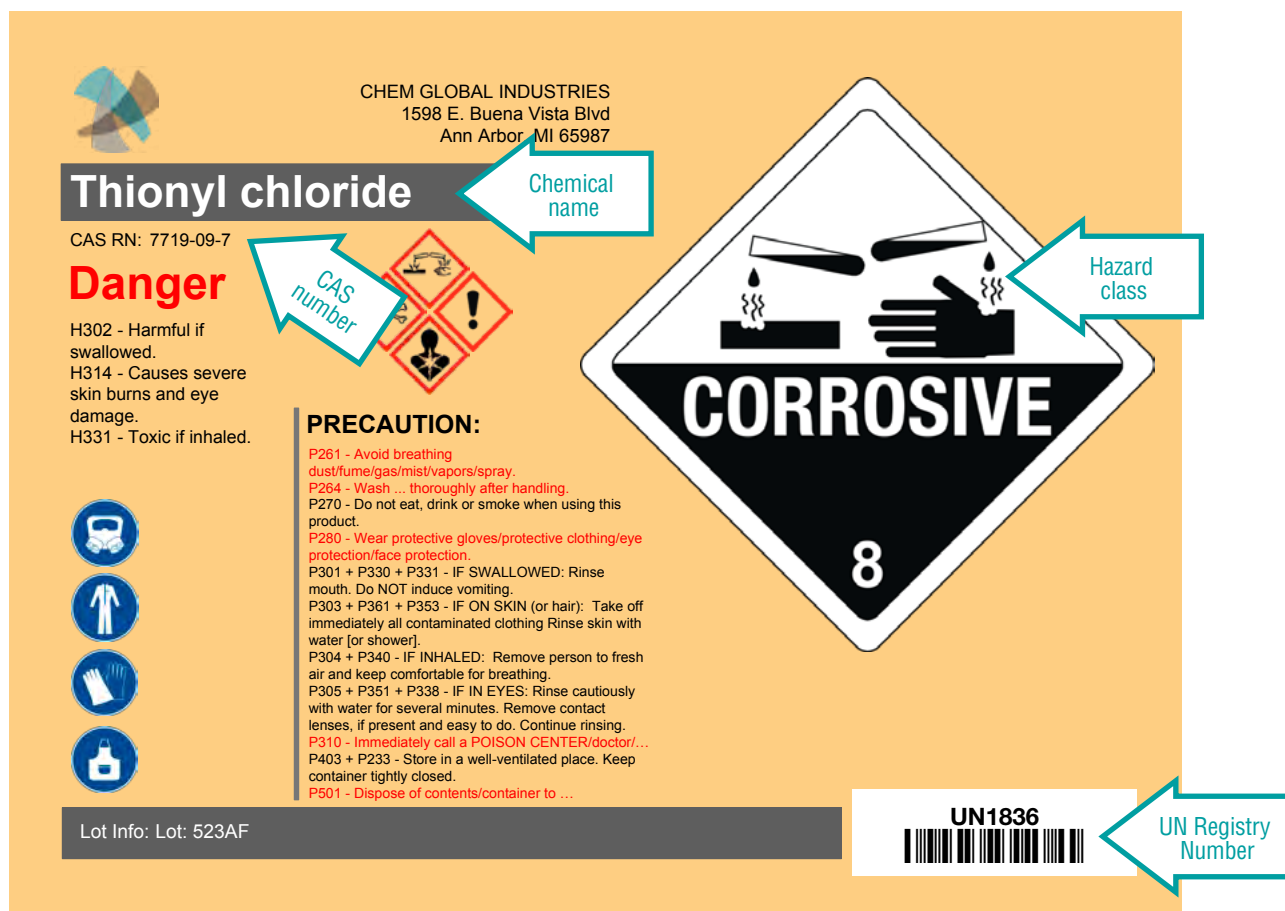 CHEM GLOBAL INDUSTRIES
1598 E. Buena Vista Blvd
Ann Arbor, MI 65987
Thionyl chloride
Chemical
name
CAS RN: 7719-09-7
CAS
number
Danger
H302 - Harmful if
swallowed.
H314 - Causes severe
skin burns and eye
damage.
H331 - Toxic if inhaled.
PRECAUTION:
P261 - Avoid breathing
dust/fume/gas/mist/vapors/spray.
P264 - Wash ... thoroughly after handling.
P270 - Do not eat, drink or smoke when using this
product.
P280 - Wear protective gloves/protective clothing/eye
protection/face protection.
P301 + P330 + P331 - IF SWALLOWED: Rinse
mouth. Do NOT induce vomiting.
P303 + P361 + P353 - IF ON SKIN (or hair): Take off
immediately all contaminated clothing Rinse skin with
water [or shower].
P304 + P340 - IF INHALED: Remove person to fresh
air and keep comfortable for breathing.
P305 + P351 + P338 - IF IN EYES: Rinse cautiously
with water for several minutes. Remove contact
lenses, if present and easy to do. Continue rinsing.
P310 - Immediately call a POISON CENTER/doctor/…
P403 + P233 - Store in a well-ventilated place. Keep
container tightly closed.
P501 - Dispose of contents/container to …
Hazard
class
CORROSIVE
8
Lot Info: Lot: 523AF
UN1836
UN Registry
Number